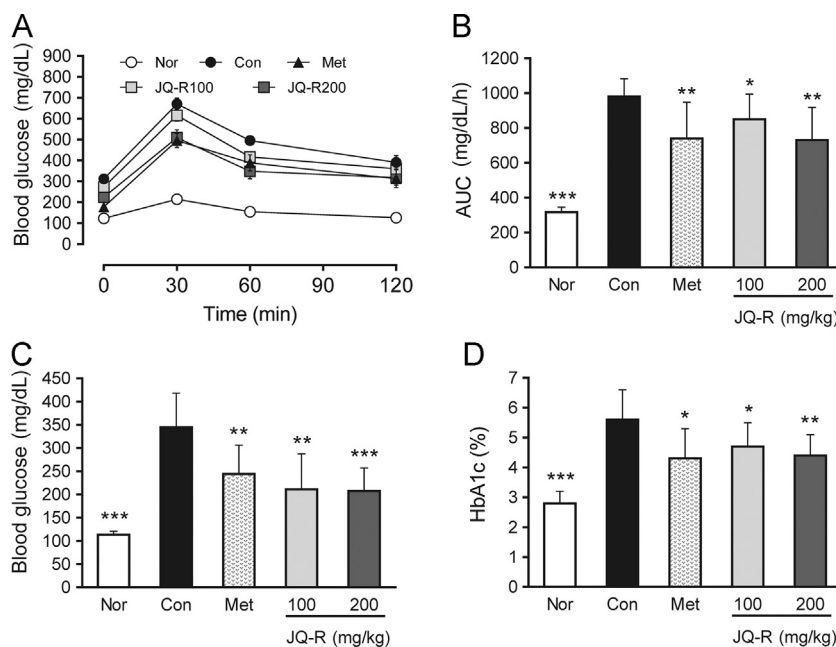 A
Nor Con Met
JQ-R100 JQ-R200
Blood glucose (mg/dL)
900
800
700
600
500
400
300
200
100
0
0 30 60 90 120
Time (min)
B
AUC (mg/dL/h)
1200
1000
800
600
400
200
0
*** ** * **
Nor Con Met 100 200
JQ-R (mg/kg)
C
Blood glucose (mg/dL)
450
400
350
300
250
200
150
100
50
0
*** ** ** ***
Nor Con Met 100 200
JQ-R (mg/kg)
D
HbA1c (%)
7
6
5
4
3
2
1
0
*** * * **
Nor Con Met 100 200
JQ-R (mg/kg)